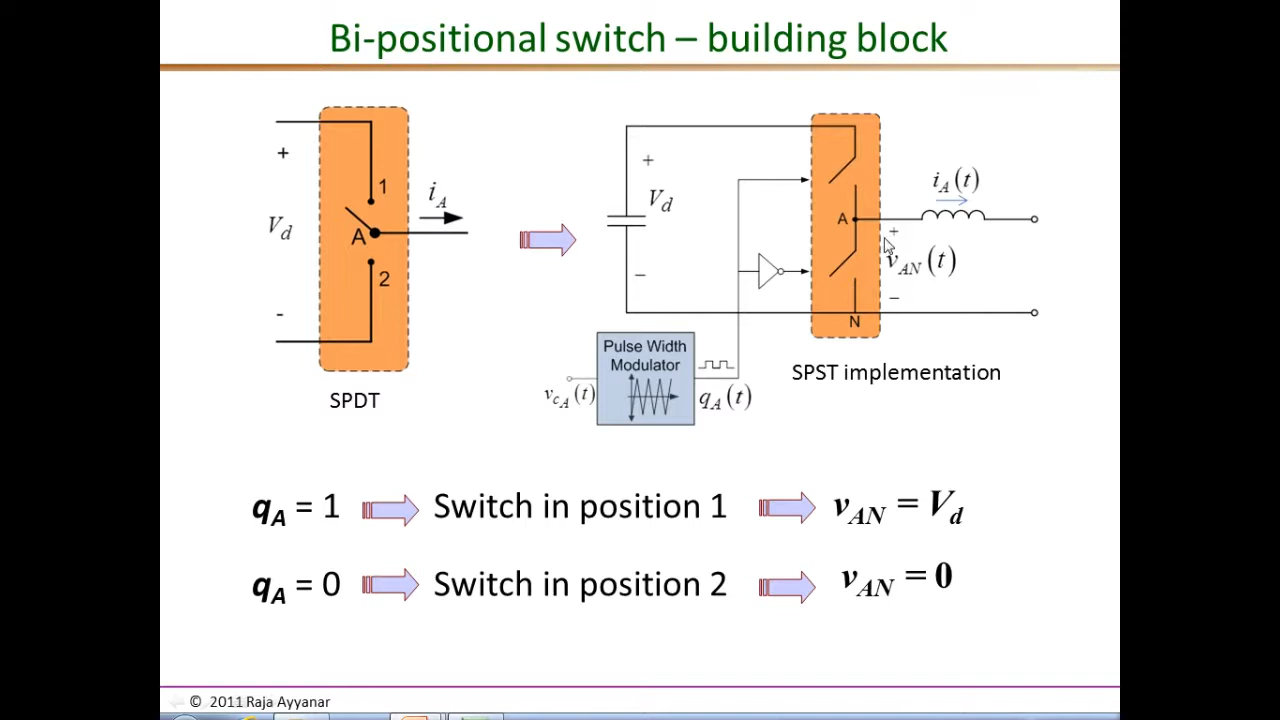 Bi-positional switch – building block
+
V_d
-
1
A
2
i_A
SPDT
+
V_d
−
A
N
i_A(t)
+
v_AN(t)
−
Pulse Width
Modulator
v_cA(t)
q_A(t)
SPST implementation
q_A = 1 Switch in position 1 v_AN = V_d
q_A = 0 Switch in position 2 v_AN = 0
© 2011 Raja Ayyanar